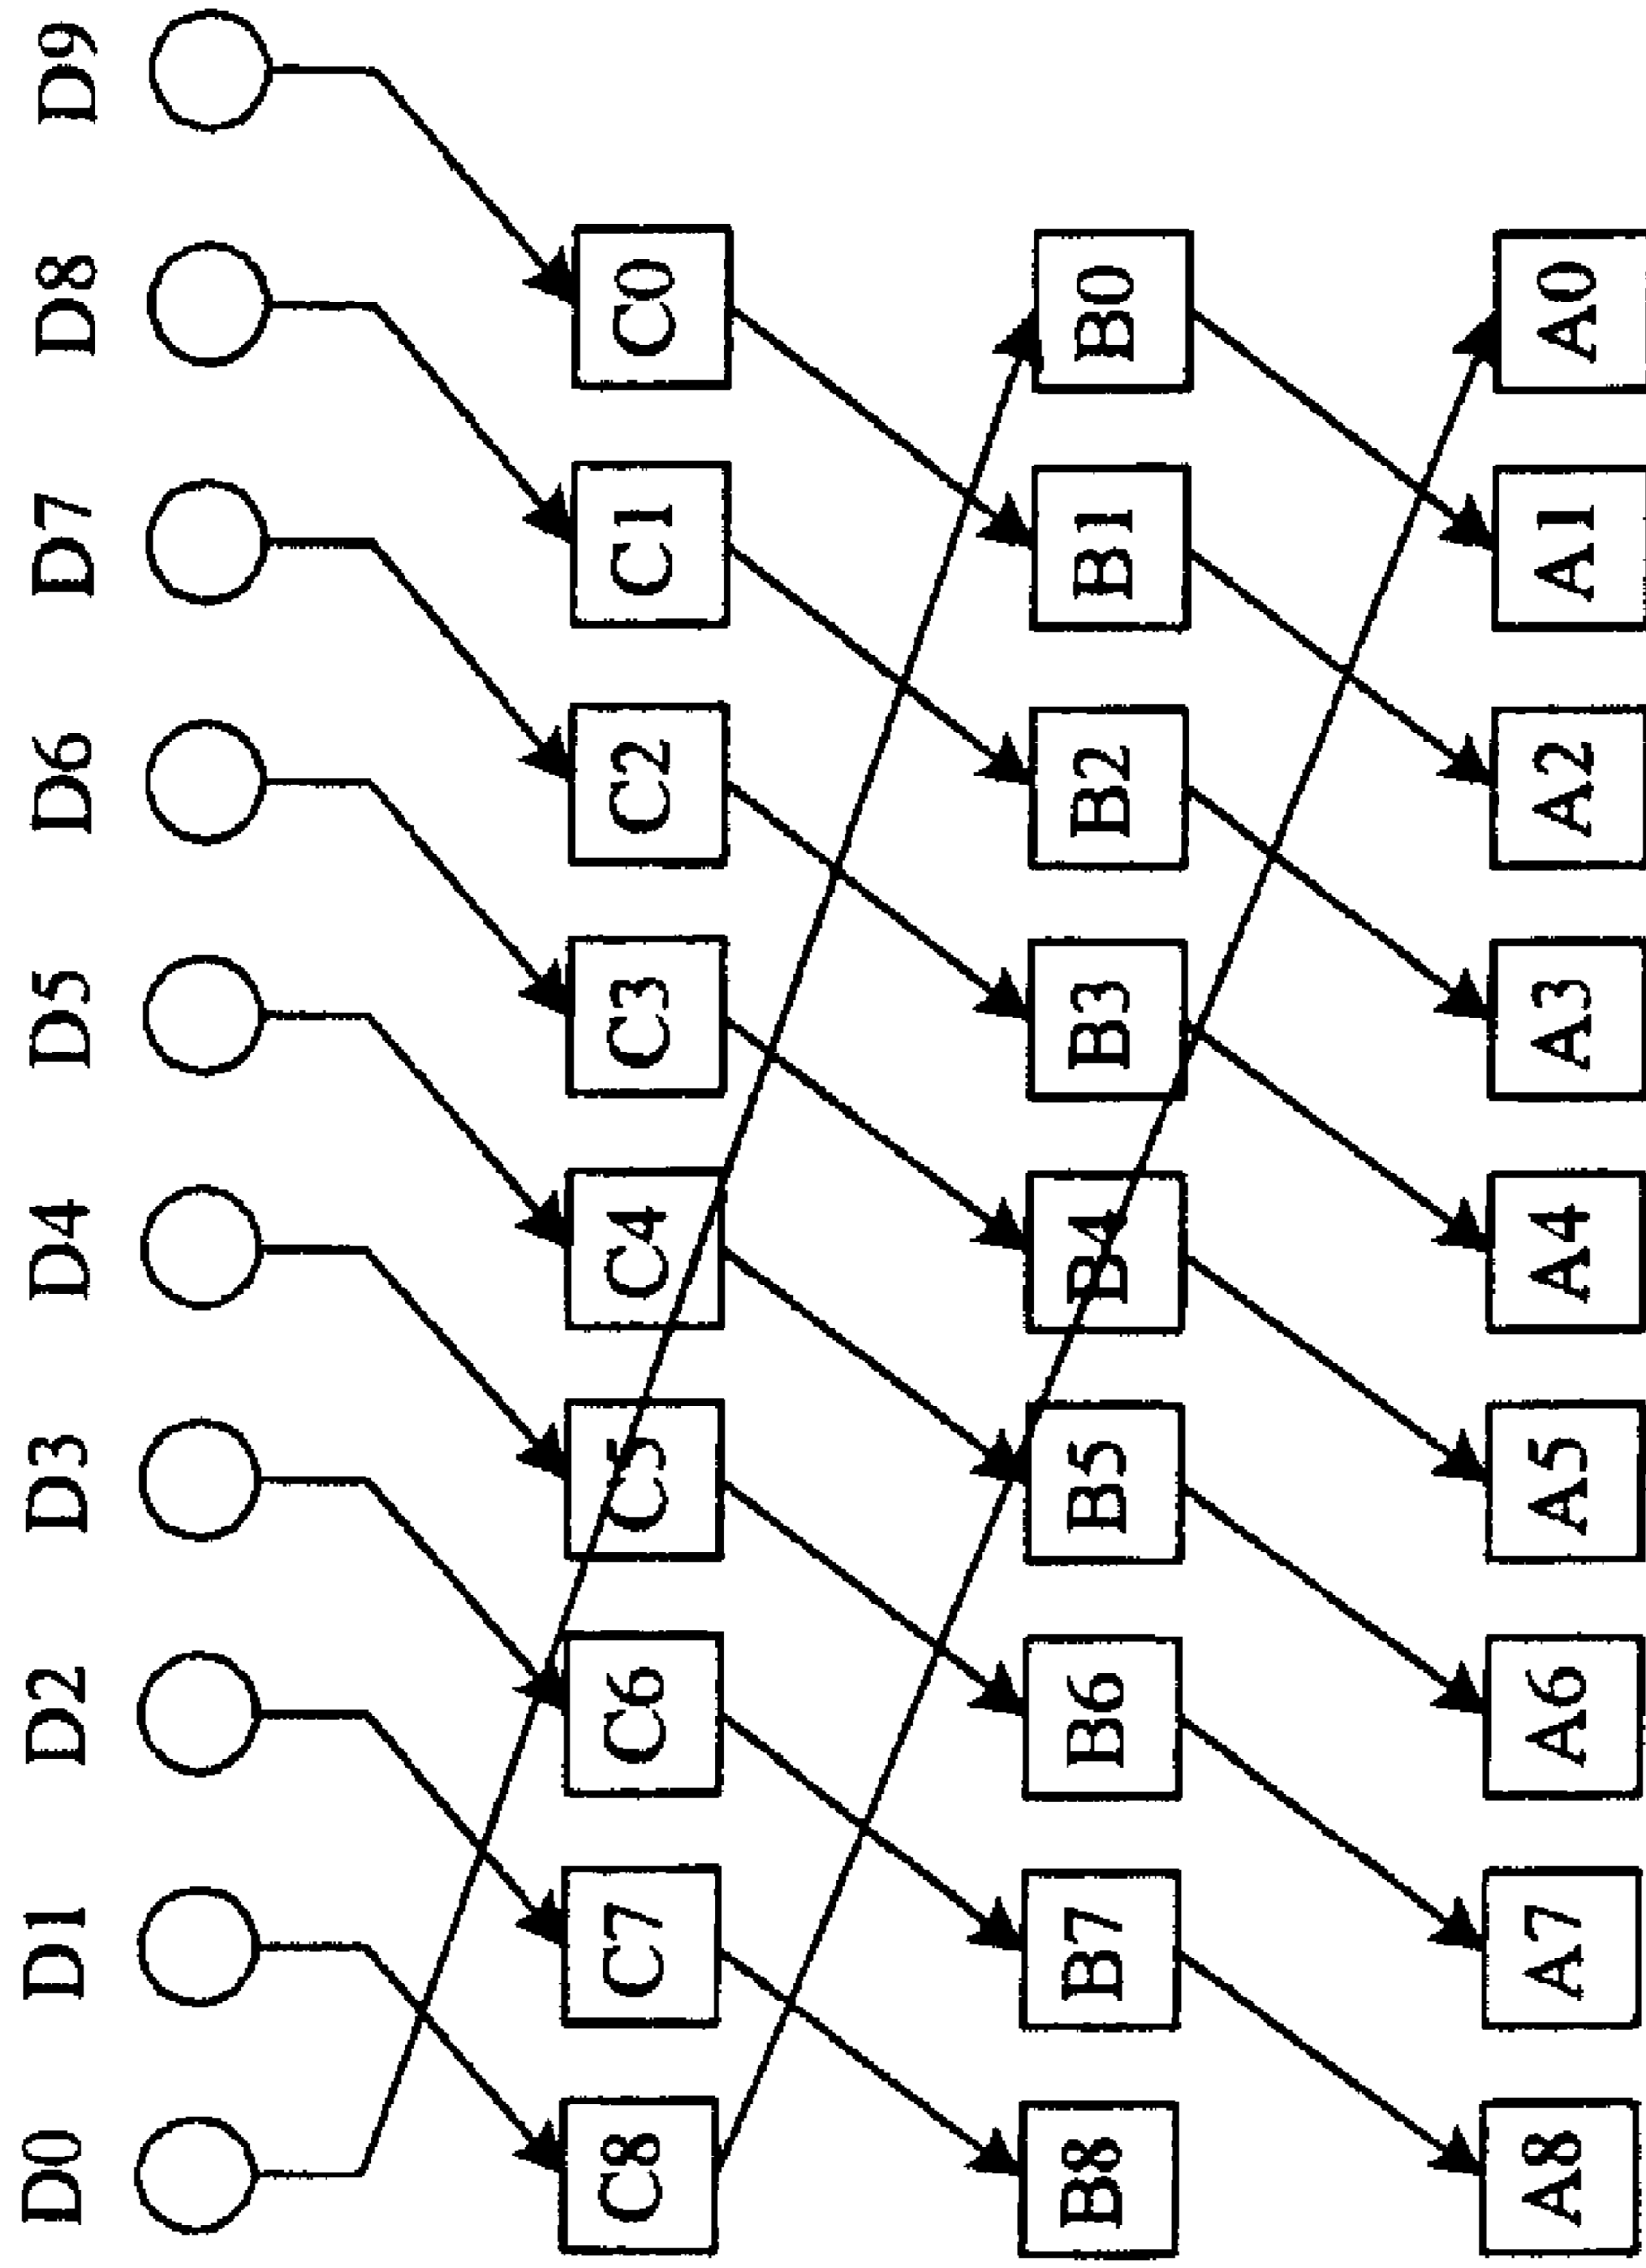 D0 D1 D2 D3 D4 D5 D6 D7 D8 D9
C8 C7 C6 C5 C4 C3 C2 C1 C0
B8 B7 B6 B5 B4 B3 B2 B1 B0
A8 A7 A6 A5 A4 A3 A2 A1 A0